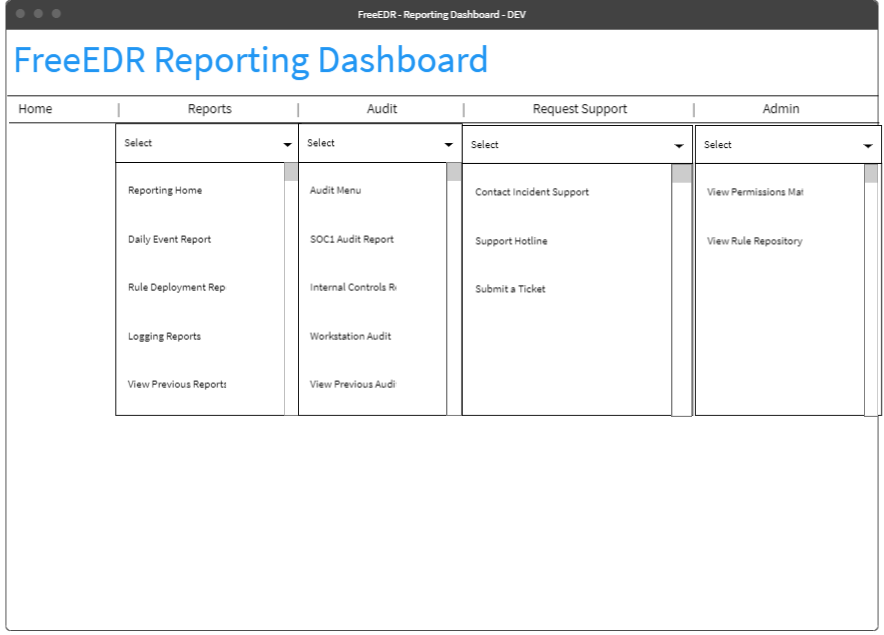 FreeEDR - Reporting Dashboard - DEV
FreeEDR Reporting Dashboard
Home | Reports | Audit | Request Support | Admin
Select Select Select Select
Reporting Home
Daily Event Report
Rule Deployment Rep
Logging Reports
View Previous Reports
Audit Menu
SOC1 Audit Report
Internal Controls R
Workstation Audit
View Previous Audi
Contact Incident Support
Support Hotline
Submit a Ticket
View Permissions Mat
View Rule Repository